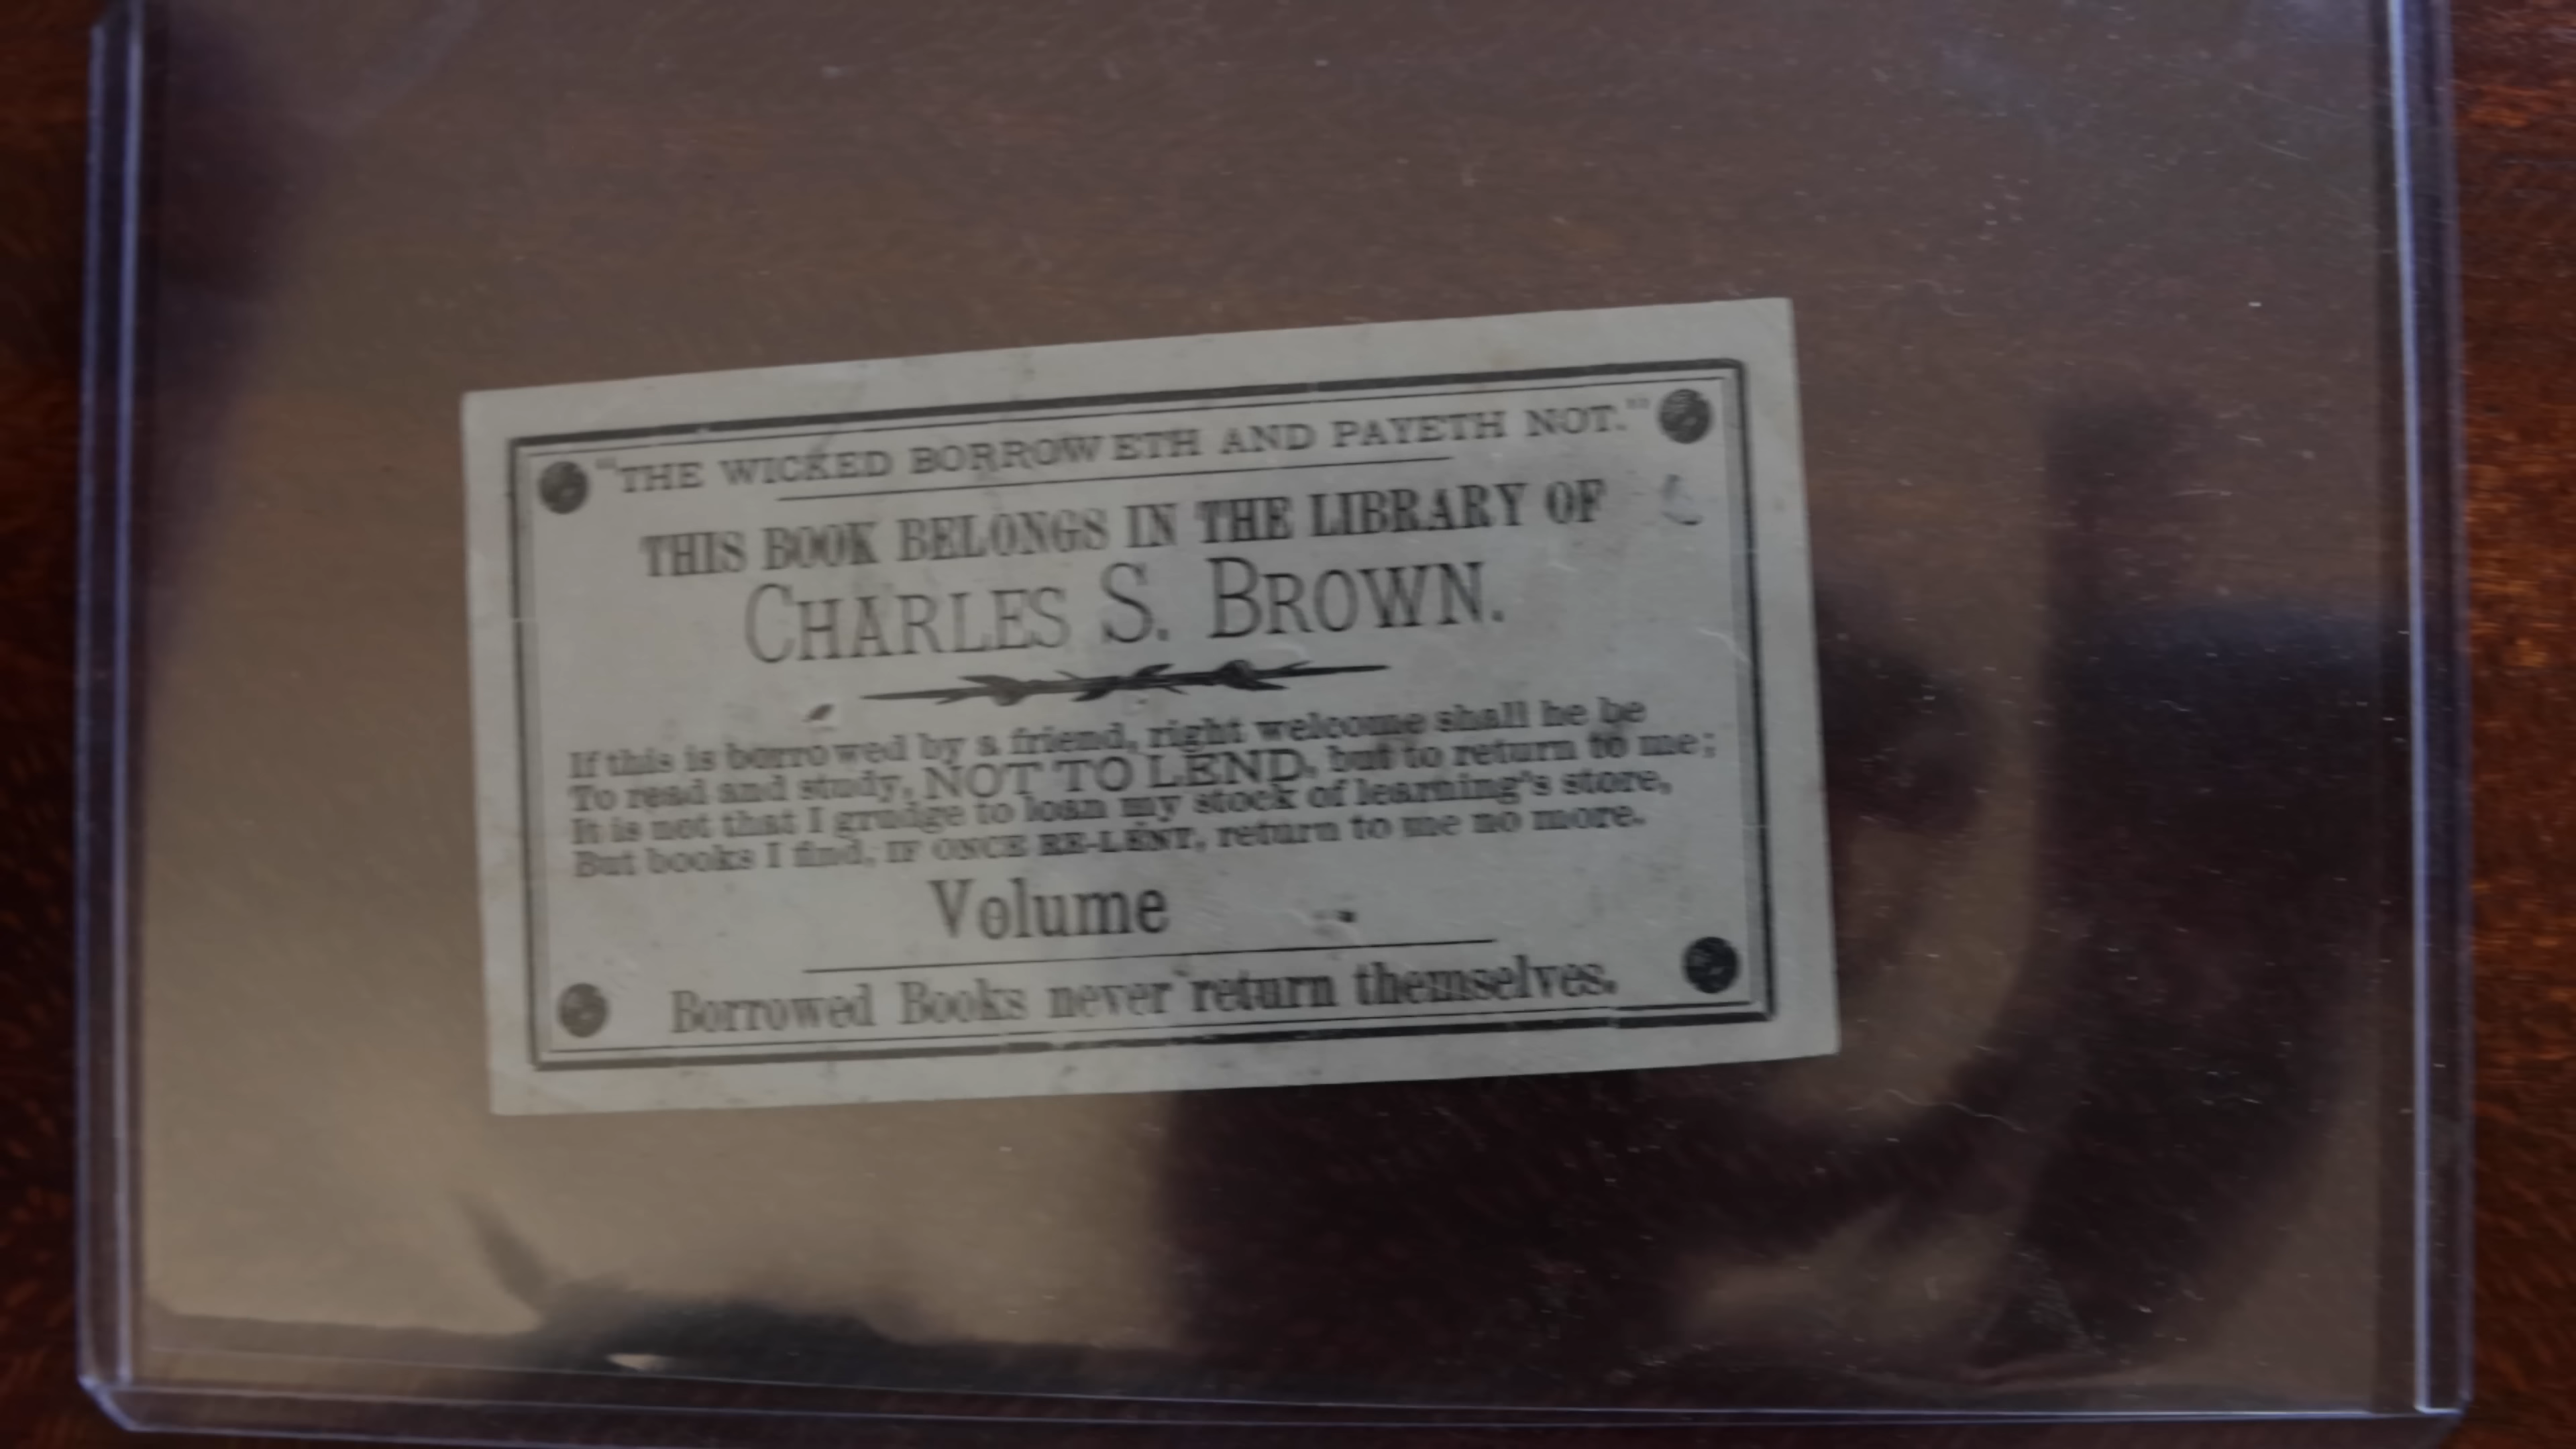 "THE WICKED BORROWETH AND PAYETH NOT."
THIS BOOK BELONGS IN THE LIBRARY OF
CHARLES S. BROWN.
If this is borrowed by a friend, right welcome shall he be
To read and study, NOT TO LEND, but to return to me;
It is not that I grudge to loan my stock of learning's store,
But books I find, IF ONCE RE-LENT, return to me no more.
Volume
Borrowed Books never return themselves.